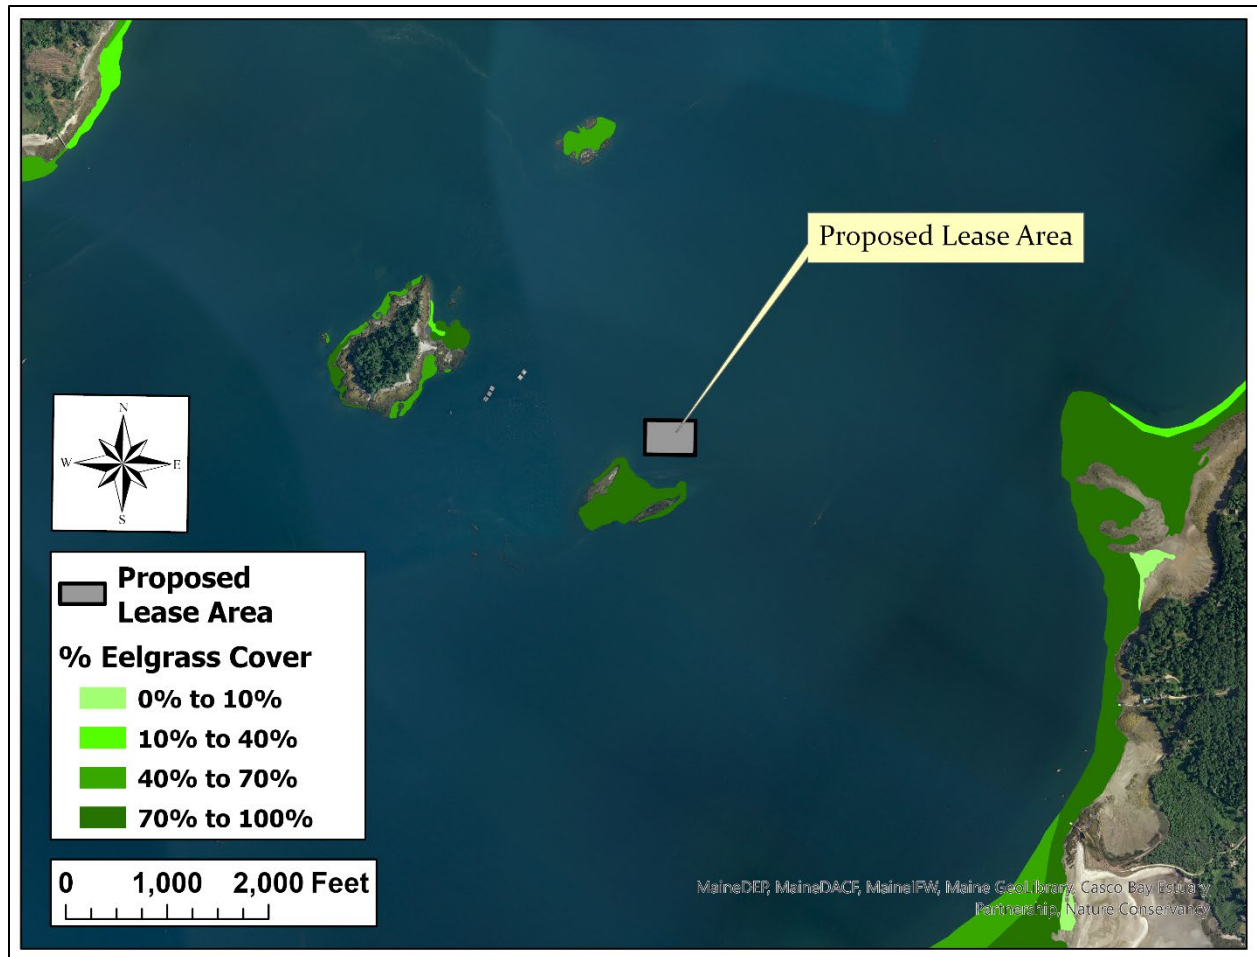 Proposed Lease Area
N
W
E
S
Proposed
Lease Area
% Eelgrass Cover
0% to 10%
10% to 40%
40% to 70%
70% to 100%
0 1,000 2,000 Feet
MaineDEP, MaineDACF, MaineIFW, Maine GeoLibrary, Casco Bay Estuary
Partnership, Nature Conservancy